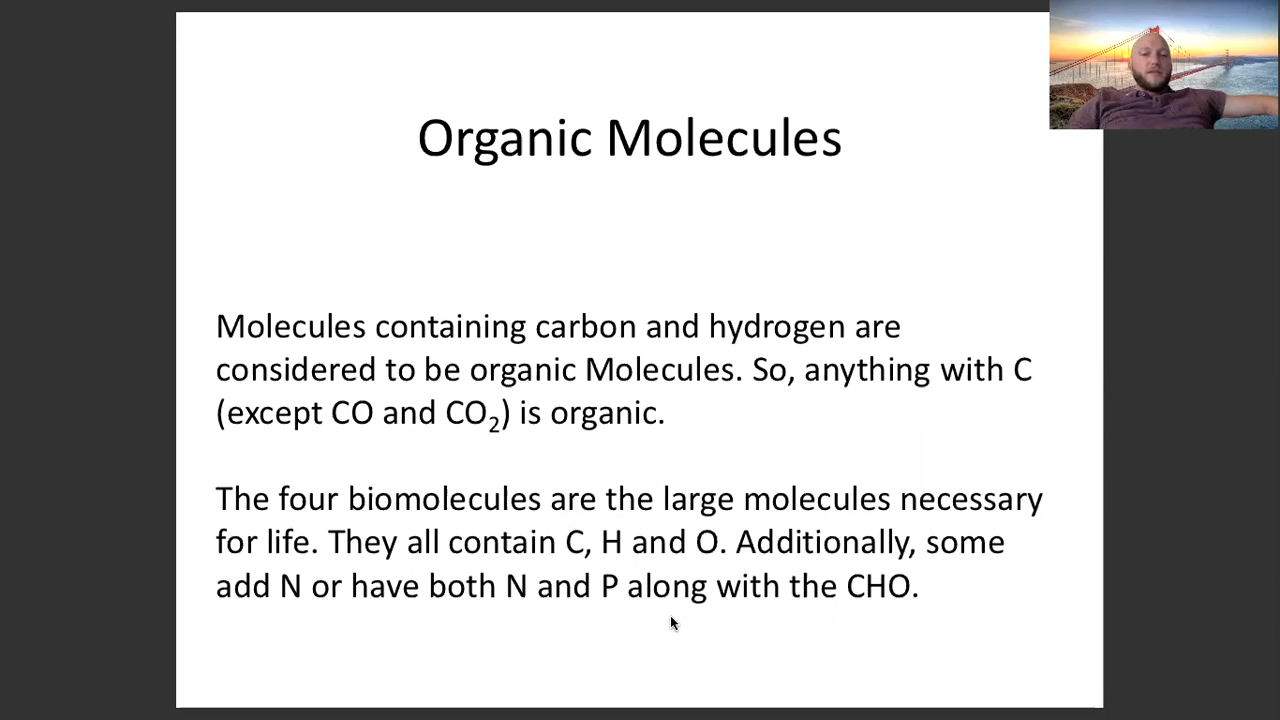 Organic Molecules
Molecules containing carbon and hydrogen are
considered to be organic Molecules. So, anything with C
(except CO and CO₂) is organic.
The four biomolecules are the large molecules necessary
for life. They all contain C, H and O. Additionally, some
add N or have both N and P along with the CHO.